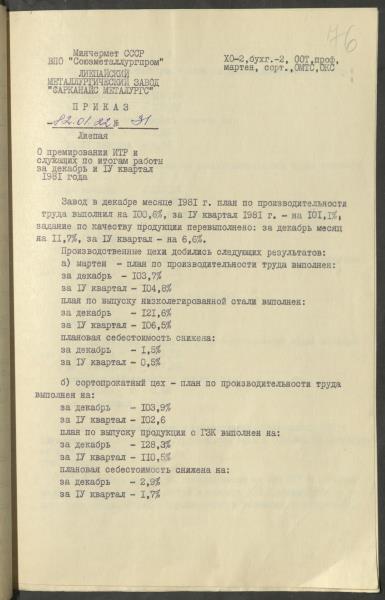 76
Минчермет СССР
ВПО "Союзметаллургпром"
ЛИЕПАЙСКИЙ
МЕТАЛЛУРГИЧЕСКИЙ ЗАВОД
"САРКАНАЙС МЕТАЛУРГС"
ХО-2,бухг.-2, ООТ,проф.
мартен, сорт.,ОМТС,ОКС
ПРИКАЗ
82.01.22 № 31
Лиепая
О премировании ИТР и
служащих по итогам работы
за декабрь и IУ квартал
1981 года
Завод в декабре месяце 1981 г. план по производительности
труда выполнил на 100,6%, за IУ квартал 1981 г. – на 101,1%,
задание по качеству продукции перевыполнено: за декабрь месяц
на 11,7%, за IУ квартал – на 6,6%.
Производственные цехи добились следующих результатов:
а) мартен – план по производительности труда выполнен:
за декабрь – 103,7%
за IУ квартал – 104,8%
план по выпуску низколегированной стали выполнен:
за декабрь – 121,6%
за IУ квартал – 106,5%
плановая себестоимость снижена:
за декабрь – 1,5%
за IУ квартал – 0,5%
б) сортопрокатный цех – план по производительности труда
выполнен на:
за декабрь – 103,9%
за IУ квартал – 102,6
план по выпуску продукции с ГЗК выполнен на:
за декабрь – 128,3%
за IУ квартал – 110,5%
плановая себестоимость снижена на:
за декабрь – 2,9%
за IУ квартал – 1,7%